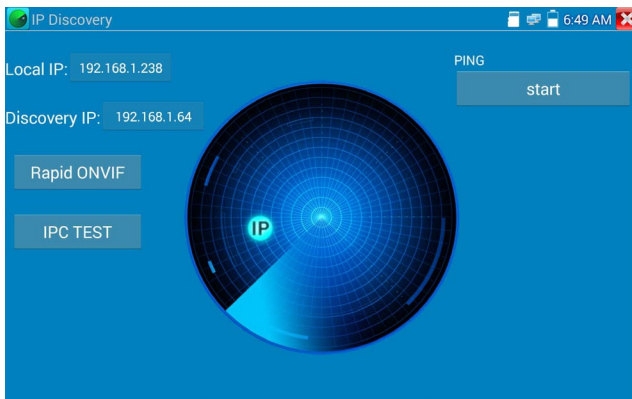 IP Discovery
6:49 AM
Local IP: 192.168.1.238
PING
start
Discovery IP: 192.168.1.64
Rapid ONVIF
IPC TEST
IP